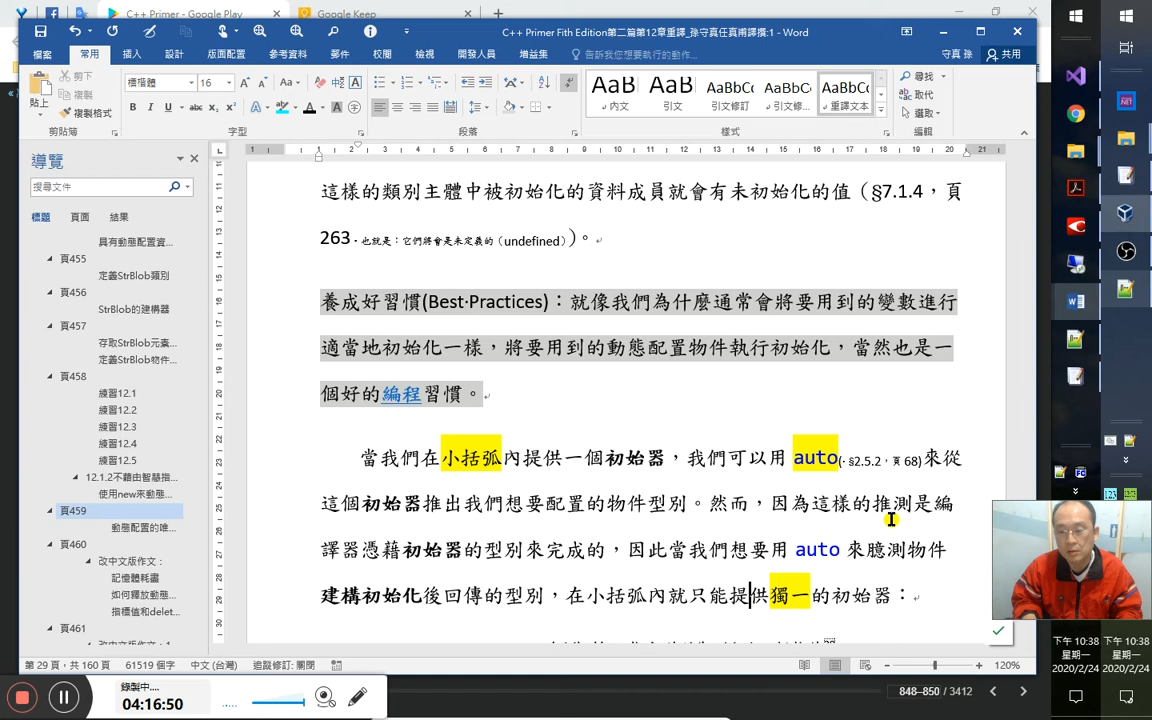 C++ Primer - Google Play
Google Keep
C++ Primer Fith Edition第二篇第12章重譯_孫守真任真甫譯撰:1 - Word
檔案 常用 插入 設計 版面配置 參考資料 郵件 校閱 檢視 開發人員 增益集 告訴我您想要執行的動作... 守真 孫 共用
貼上 剪下 複製 複製格式
16
AaB AaB AaBbCc AaBbCc AaBbCc
內文 引文 引文修訂 引文修... 重譯文本
尋找 取代 選取
剪貼簿 字型 段落 樣式 編輯
導覽
搜尋文件
標題 頁面 結果
具有動態配置資...
頁455
定義StrBlob類別
頁456
StrBlob的建構器
頁457
存取StrBlob元素...
定義StrBlob物件...
頁458
練習12.1
練習12.2
練習12.3
練習12.4
練習12.5
12.1.2不藉由智慧指...
使用new來動態...
頁459
動態配置的唯...
頁460
改中文版作文：
記憶體耗盡
如何釋放動態...
指標值和delet...
頁461
這樣的類別主體中被初始化的資料成員就會有未初始化的值（§7.1.4，頁
263．也就是：它們將會是未定義的（undefined））。
養成好習慣(Best·Practices)：就像我們為什麼通常會將要用到的變數進行
適當地初始化一樣，將要用到的動態配置物件執行初始化，當然也是一
個好的編程習慣。
當我們在小括弧內提供一個初始器，我們可以用 auto(·§2.5.2，頁 68)來從
這個初始器推出我們想要配置的物件型別。然而，因為這樣的推測是編
譯器憑藉初始器的型別來完成的，因此當我們想要用 auto 來臆測物件
建構初始化後回傳的型別，在小括弧內就只能提供獨一的初始器：
第 29 頁，共 160 頁 61519 個字 中文 (台灣) 追蹤修訂: 關閉 120%
錄製中....
04:16:50
848–850 / 3412
下午 10:38
星期一
2020/2/24
下午 10:38
星期一
2020/2/24